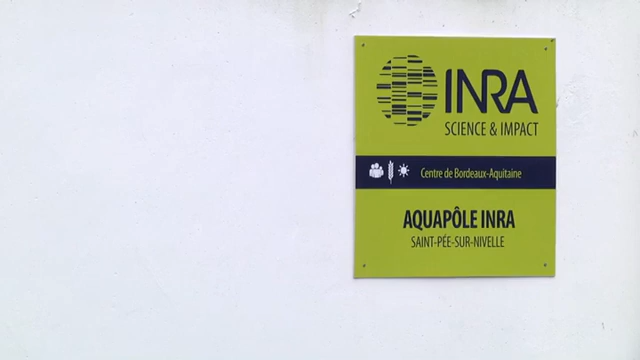 INRA
SCIENCE & IMPACT
Centre de Bordeaux-Aquitaine
AQUAPÔLE INRA
SAINT-PÉE-SUR-NIVELLE